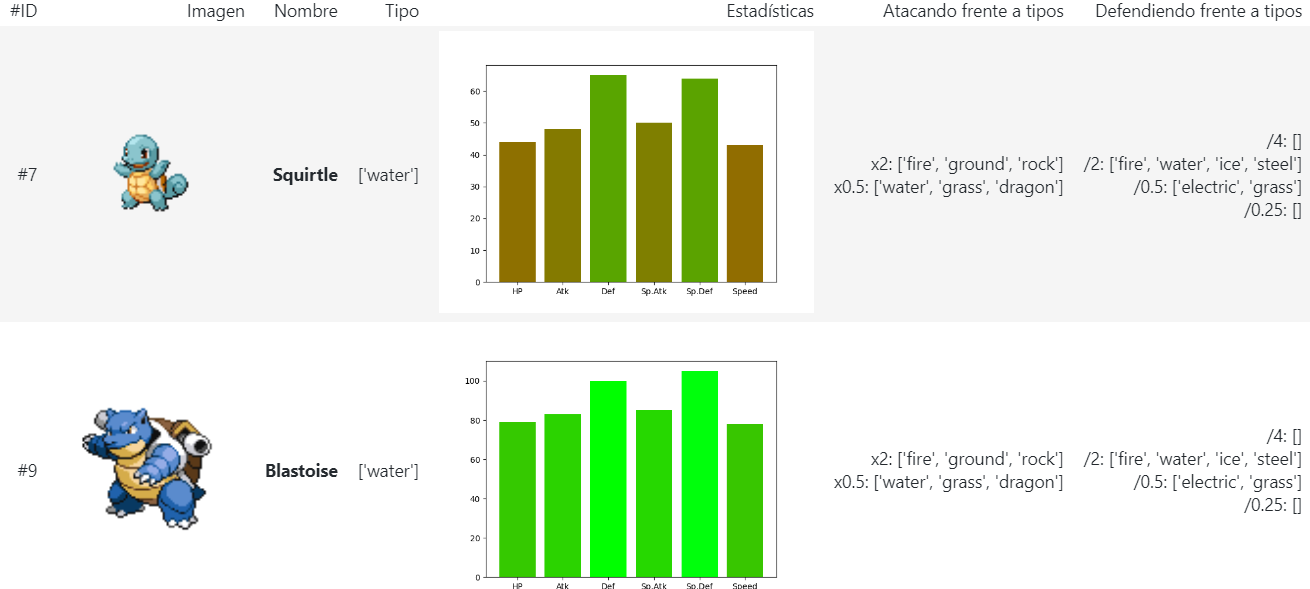 #ID Imagen Nombre Tipo Estadísticas Atacando frente a tipos Defendiendo frente a tipos
#7 Squirtle ['water']
60
50
40
30
20
10
0
HP Atk Def Sp.Atk Sp.Def Speed
x2: ['fire', 'ground', 'rock']
x0.5: ['water', 'grass', 'dragon']
/4: []
/2: ['fire', 'water', 'ice', 'steel']
/0.5: ['electric', 'grass']
/0.25: []
#9 Blastoise ['water']
100
80
60
40
20
0
HP Atk Def Sp.Atk Sp.Def Speed
x2: ['fire', 'ground', 'rock']
x0.5: ['water', 'grass', 'dragon']
/4: []
/2: ['fire', 'water', 'ice', 'steel']
/0.5: ['electric', 'grass']
/0.25: []